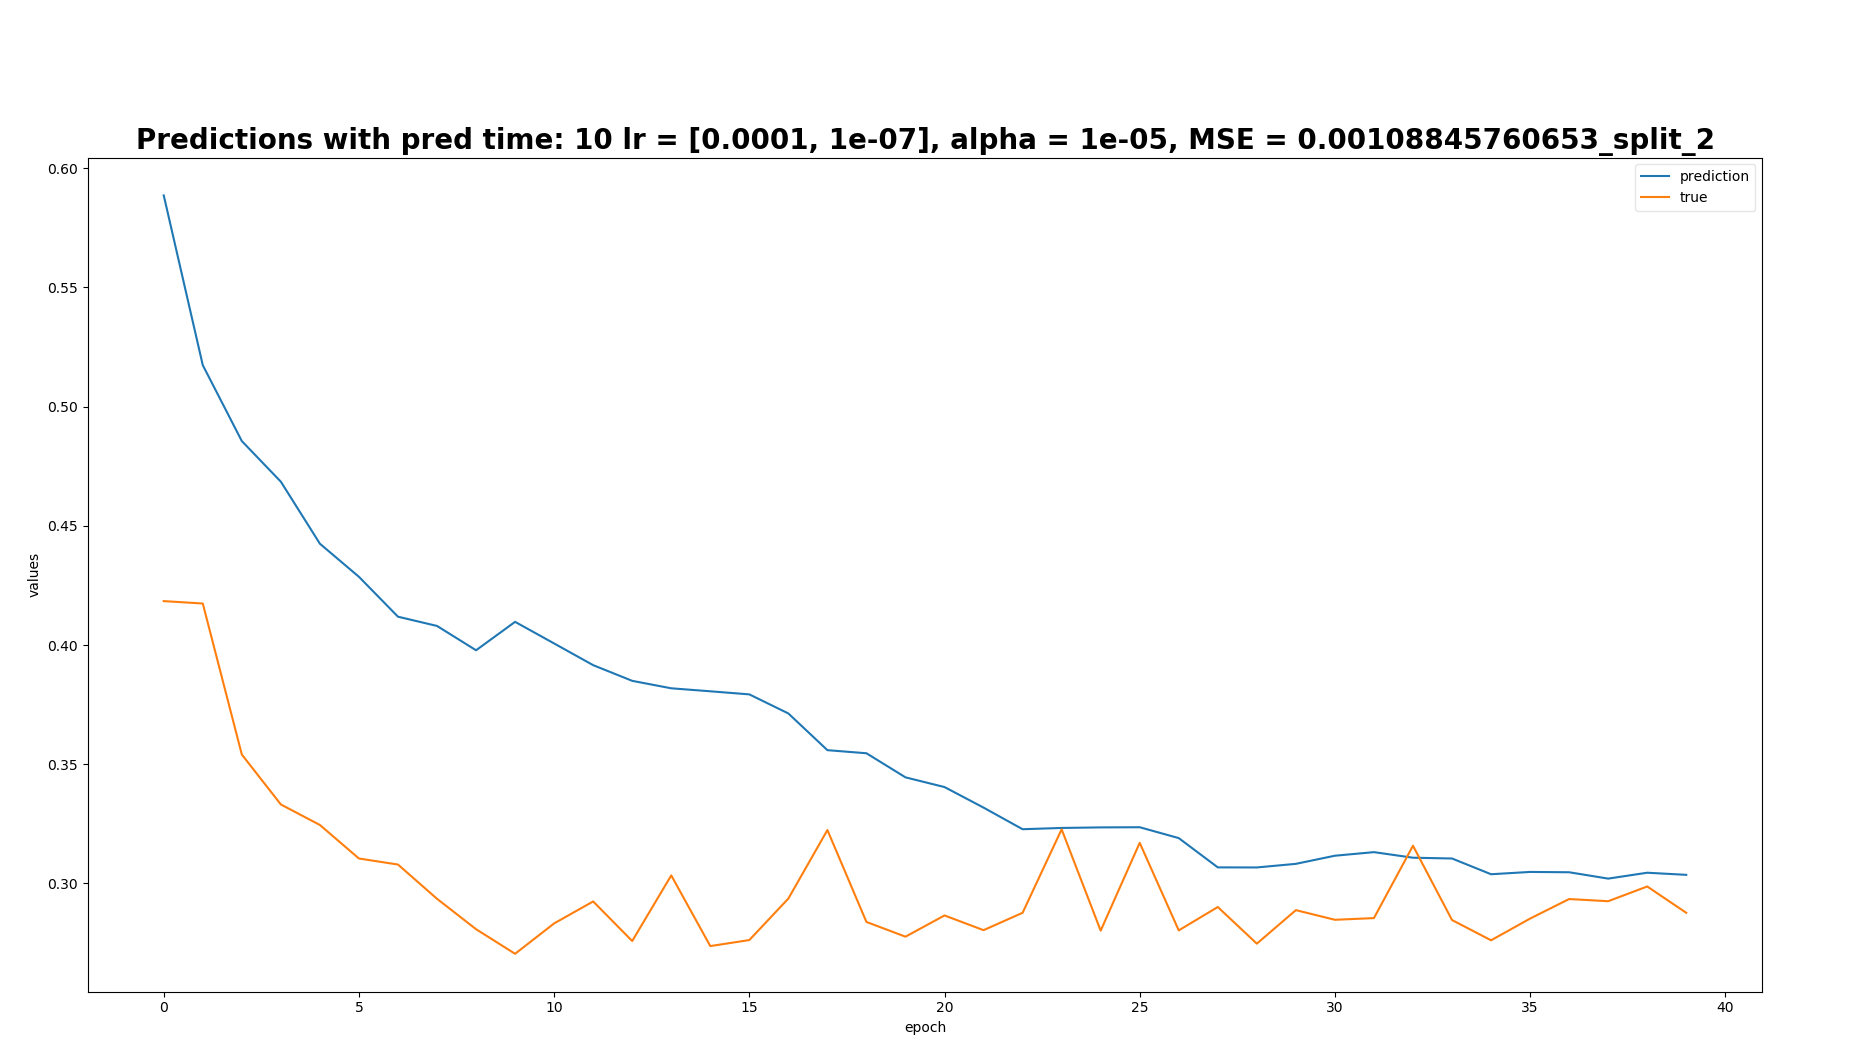 Predictions with pred time: 10 lr = [0.0001, 1e-07], alpha = 1e-05, MSE = 0.00108845760653_split_2
prediction
true
0.60
0.55
0.50
0.45
0.40
0.35
0.30
values
0 5 10 15 20 25 30 35 40
epoch